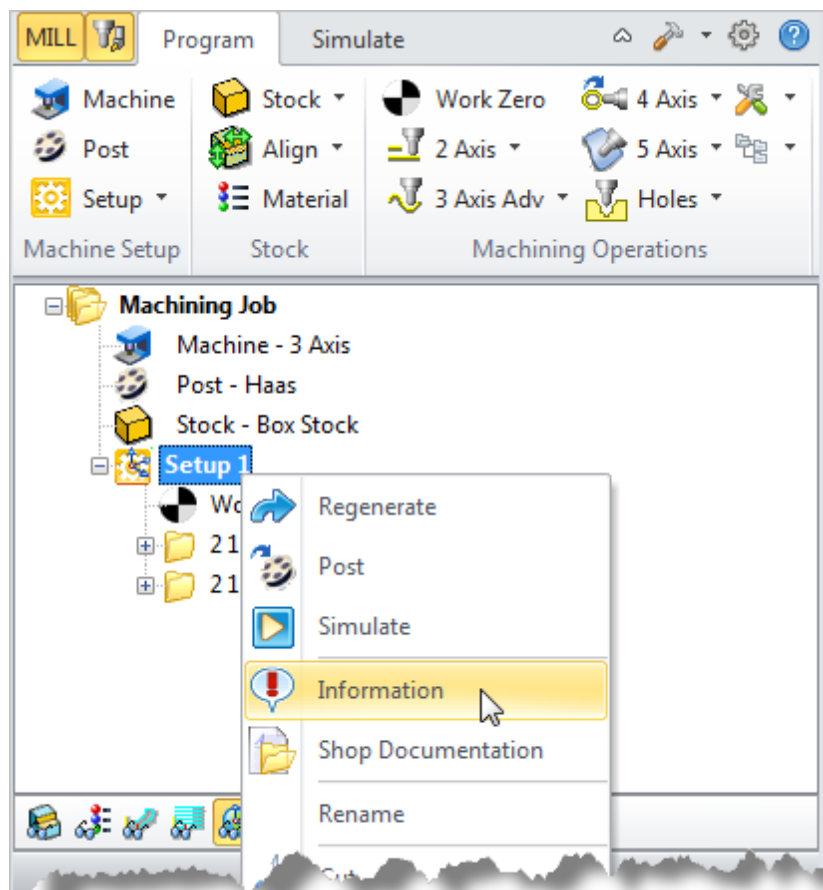 MILL Program Simulate
Machine Stock Work Zero 4 Axis
Post Align 2 Axis 5 Axis
Setup Material 3 Axis Adv Holes
Machine Setup Stock Machining Operations
Machining Job
Machine - 3 Axis
Post - Haas
Stock - Box Stock
Setup 1
21
21
Regenerate
Post
Simulate
Information
Shop Documentation
Rename